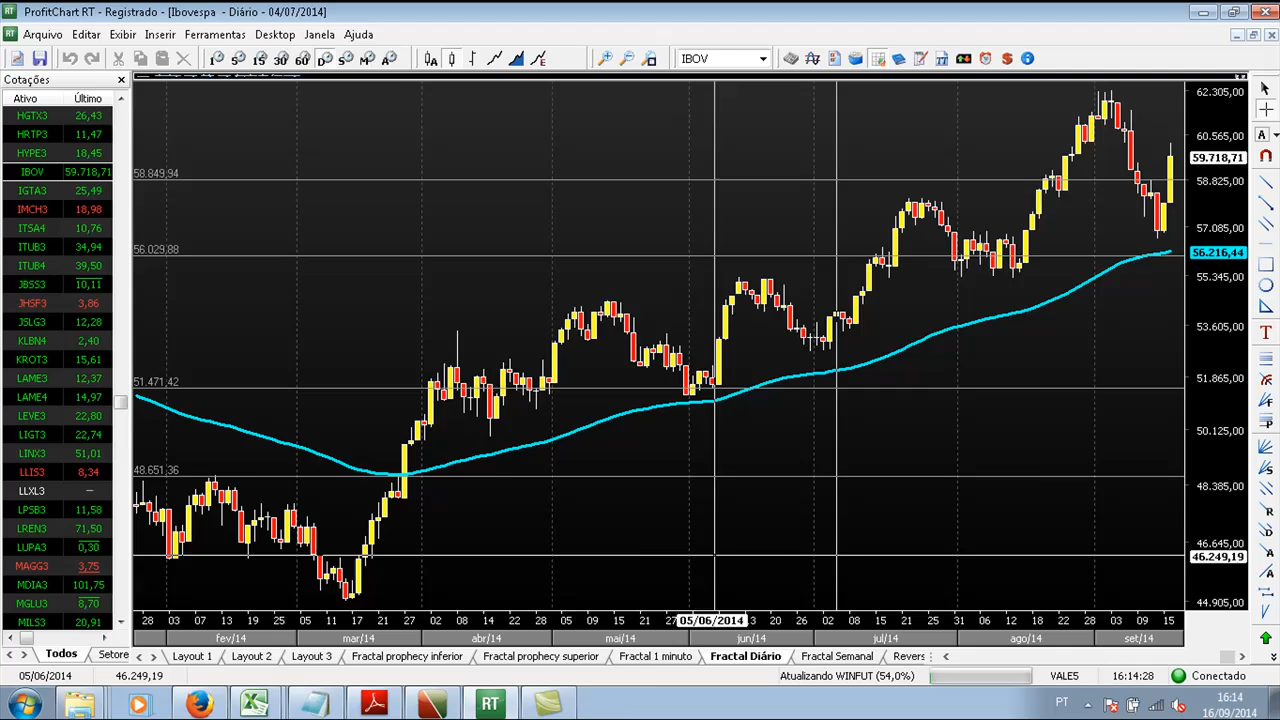 ProfitChart RT - Registrado - [Ibovespa - Diário - 04/07/2014]
Arquivo Editar Exibir Inserir Ferramentas Desktop Janela Ajuda
1 5 15 30 60 D S M A IBOV
Cotações
Ativo Último
HGTX3 26,43
HRTP3 11,47
HYPE3 18,45
IBOV 59.718,71
IGTA3 25,49
IMCH3 18,98
ITSA4 10,76
ITUB3 34,94
ITUB4 39,50
JBSS3 10,11
JHSF3 3,86
JSLG3 12,28
KLBN4 2,40
KROT3 15,61
LAME3 12,37
LAME4 14,97
LEVE3 22,80
LIGT3 22,74
LINX3 51,01
LLIS3 8,34
LLXL3 —
LPSB3 11,58
LREN3 71,50
LUPA3 0,30
MAGG3 3,75
MDIA3 101,75
MGLU3 8,70
MILS3 20,91
58.849,94
56.029,88
51.471,42
48.651,36
62.305,00
60.565,00
59.718,71
58.825,00
57.085,00
56.216,44
55.345,00
53.605,00
51.865,00
50.125,00
48.385,00
46.645,00
46.249,19
44.905,00
28 03 07 13 19 25 05 11 17 21 27 02 08 14 22 28 05 09 15 21 05/06/2014 3 20 26 02 08 15 21 25 31 06 12 18 22 28 03 09 15
fev/14 mar/14 abr/14 mai/14 jun/14 jul/14 ago/14 set/14
Todos Setore Layout 1 Layout 2 Layout 3 Fractal prophecy inferior Fractal prophecy superior Fractal 1 minuto Fractal Diário Fractal Semanal Revers
05/06/2014 46.249,19 Atualizando WINFUT (54,0%) VALE5 16:14:28 Conectado
PT 16:14
16/09/2014